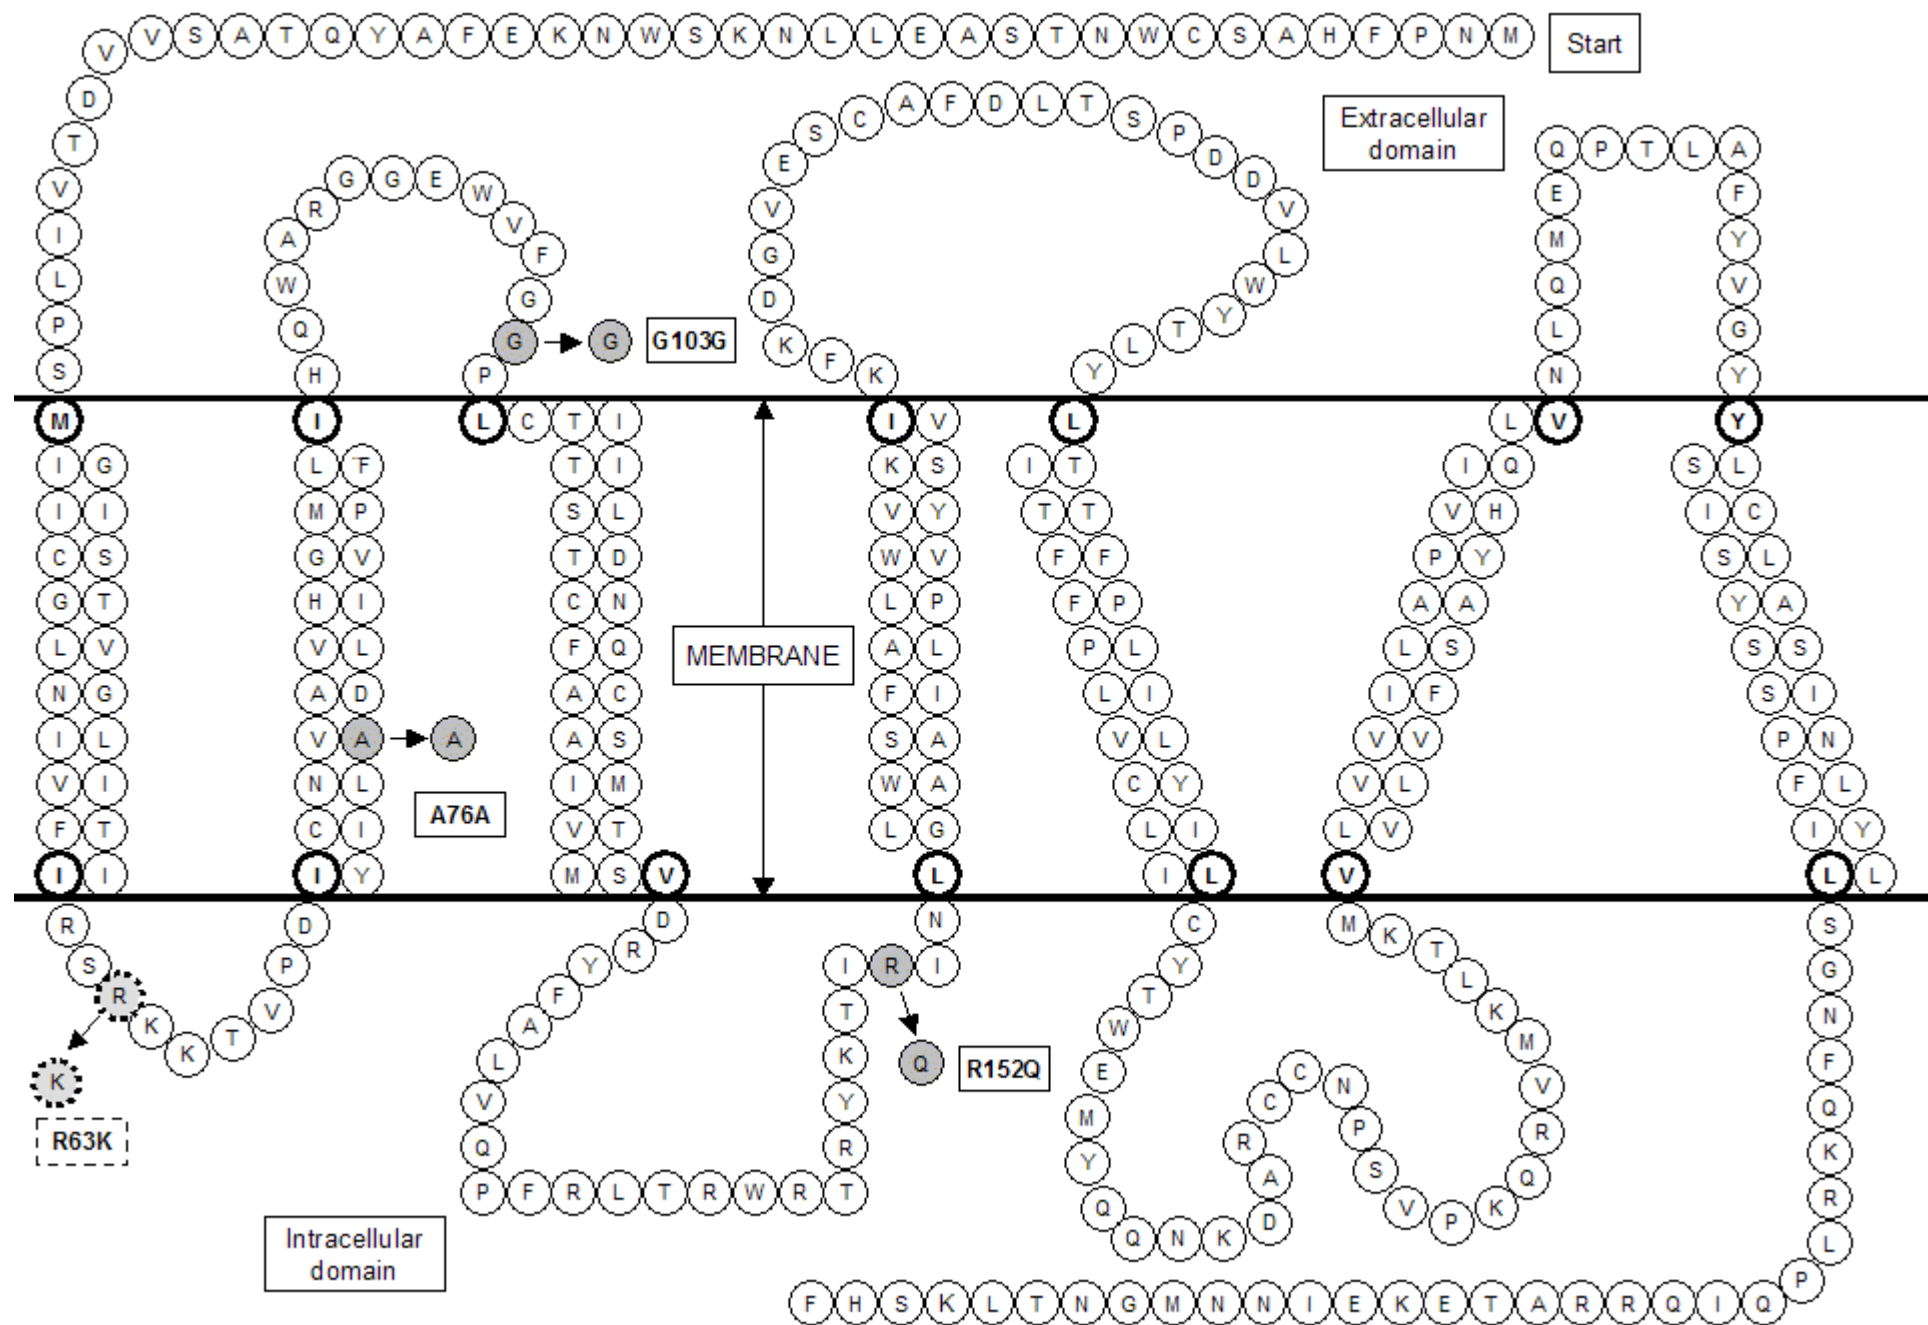 V S A T Q Y A F E K N W S K N L L E A S T N W C S A H F P N M
Start
V D T V I L P S
M I I C G L N I V F I
G I S T V G L I T I
R S R K K T V P D
K
R63K
I C N V A V H G M L I
F P V I L D A L I Y
A
A76A
H Q W A R G G E W V F G G P
G
G103G
L C T I
T T S T C F A A I V M
I I L D N Q C S M T S V
MEMBRANE
D R Y F A L V Q
P F R L T R W R T
R Y K T I R I N
Q
R152Q
I K V W L A F S W L
V S Y V P L I A A G L
K F K D G V E S C A F D L T S P D D V L W Y T L Y
Extracellular
domain
L T T F P L I L Y I L
I T F F P L V C L I
C Y T W E M Y Q Q N K D A R C C N P S V P K Q R V M K L T K M
V L V V I L A P V I L
V L V F S A Y H Q V
N L Q M E
Q P T L A
F Y V G Y
Y L C L A S I N L Y L
S I S Y S S P F I L
S G N F Q K R L P
F H S K L T N G M N N I E K E T A R R Q I Q
Intracellular
domain